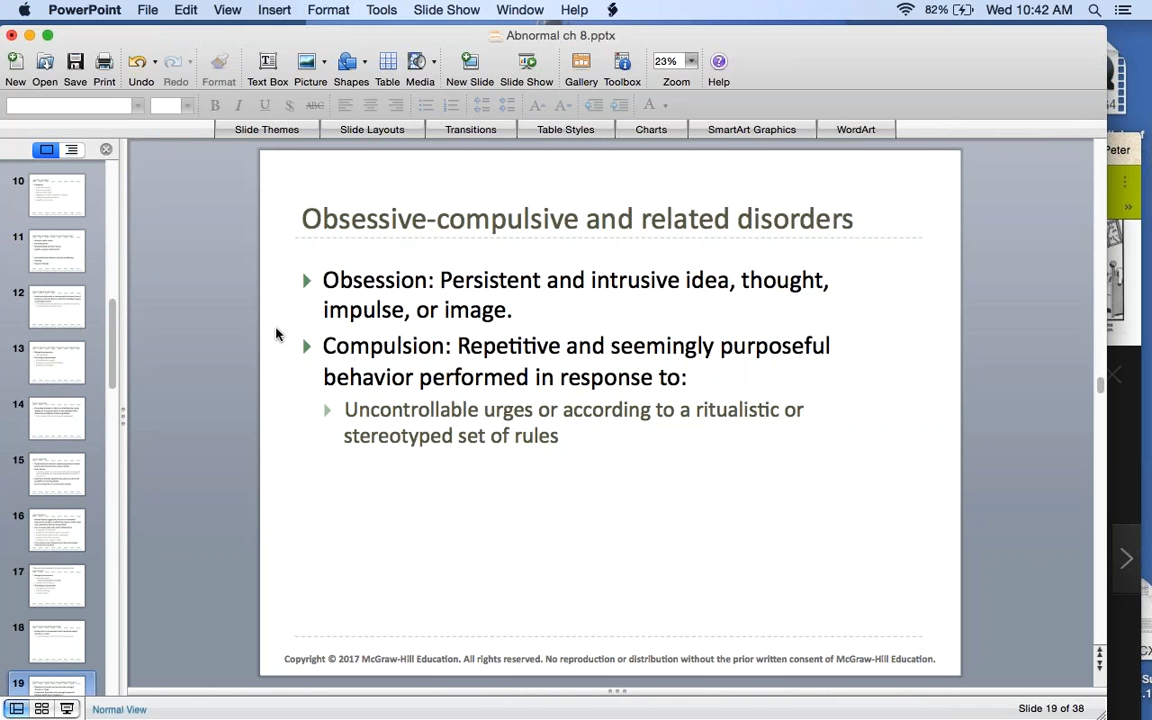 PowerPoint File Edit View Insert Format Tools Slide Show Window Help 82% Wed 10:42 AM
Abnormal ch 8.pptx
New Open Save Print Undo Redo Format Text Box Picture Shapes Table Media New Slide Slide Show Gallery Toolbox 23% Zoom Help
B I U S ABC A A A
Slide Themes Slide Layouts Transitions Table Styles Charts SmartArt Graphics WordArt
Peter
10
11
12
13
14
15
16
17
18
19
Obsessive-compulsive and related disorders
Obsession: Persistent and intrusive idea, thought,
impulse, or image.
Compulsion: Repetitive and seemingly purposeful
behavior performed in response to:
Uncontrollable urges or according to a ritualistic or
stereotyped set of rules
Copyright © 2017 McGraw-Hill Education. All rights reserved. No reproduction or distribution without the prior written consent of McGraw-Hill Education.
Normal View
Slide 19 of 38